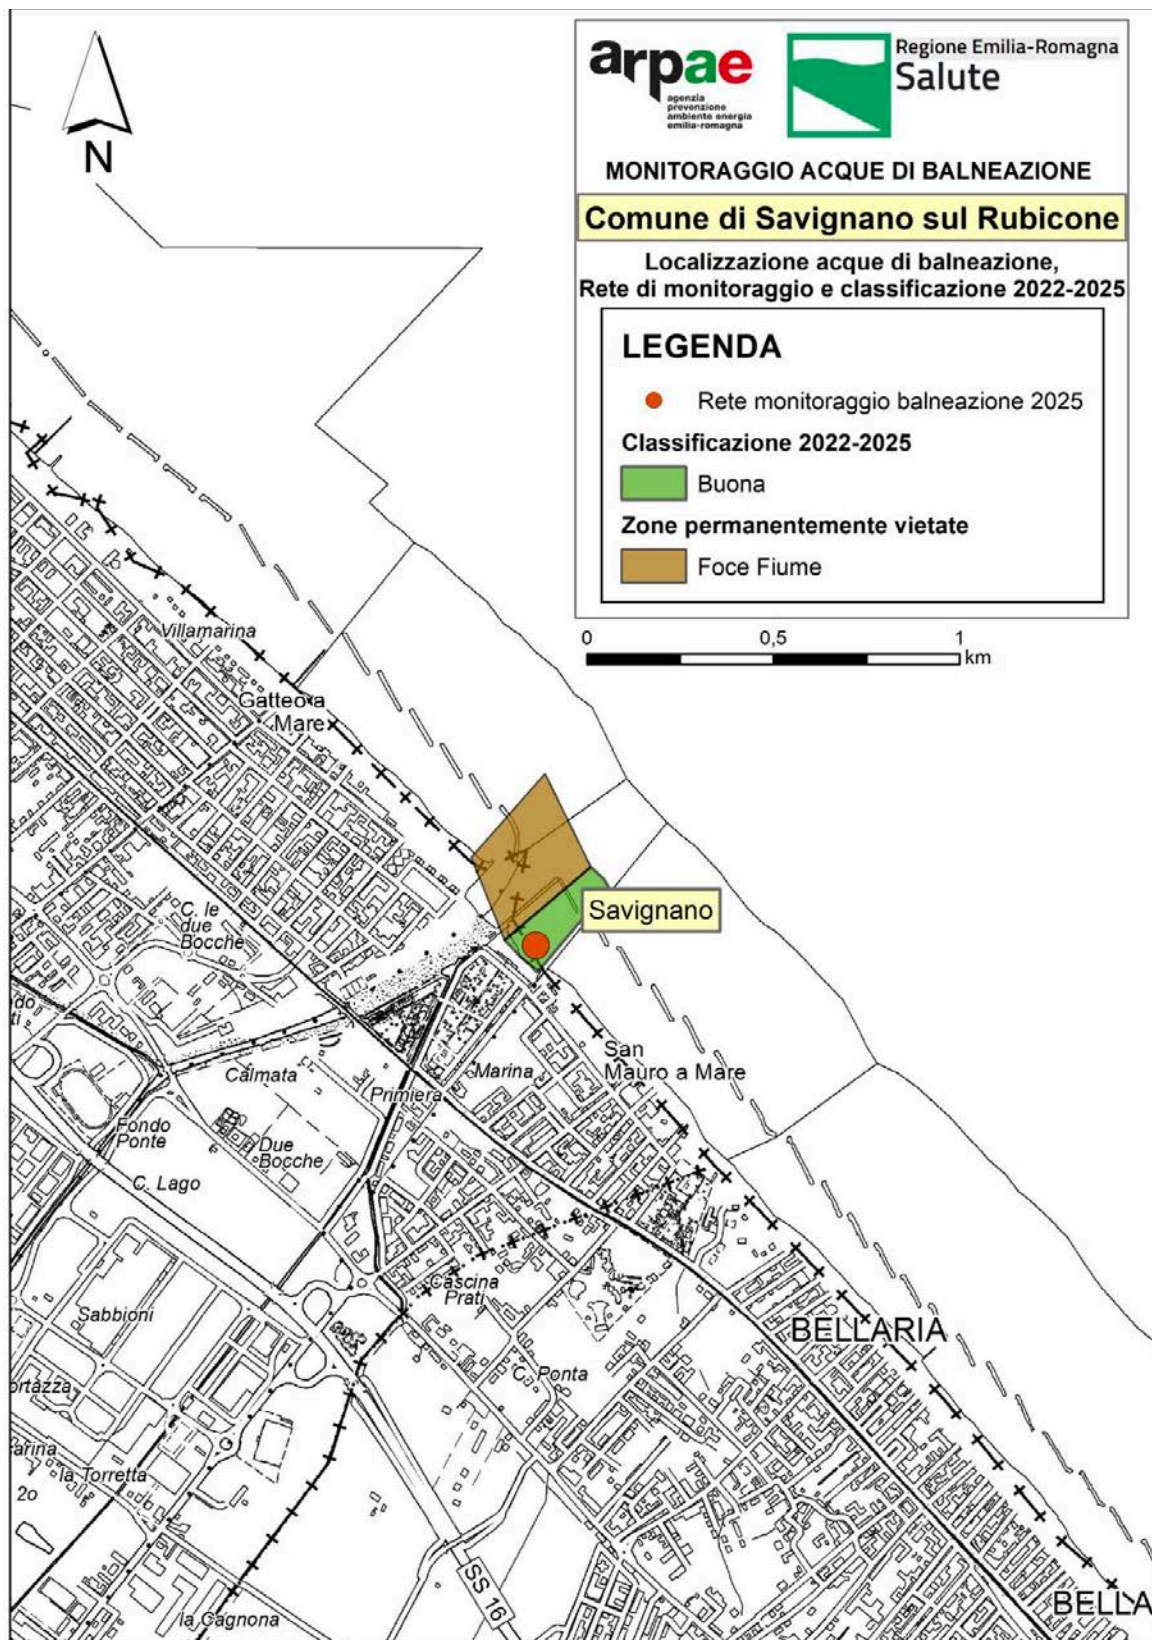 arpae
agenzia
prevenzione
ambiente energia
emilia-romagna
Regione Emilia-Romagna
Salute
MONITORAGGIO ACQUE DI BALNEAZIONE
Comune di Savignano sul Rubicone
Localizzazione acque di balneazione,
Rete di monitoraggio e classificazione 2022-2025
LEGENDA
Rete monitoraggio balneazione 2025
Classificazione 2022-2025
Buona
Zone permanentemente vietate
Foce Fiume
0 0,5 1
km
N
Villamarina
Gatteo a
Mare
Savignano
C. le
due
Bocche
San
Mauro a Mare
Marina
Calmata
Primiera
Fondo
Ponte
Due
Bocche
C. Lago
Cascina
Prati
Sabbioni
BELLARIA
C. Ponta
ortazza
arina
la Torretta
2o
SS 16
la Cagnona
BELLA